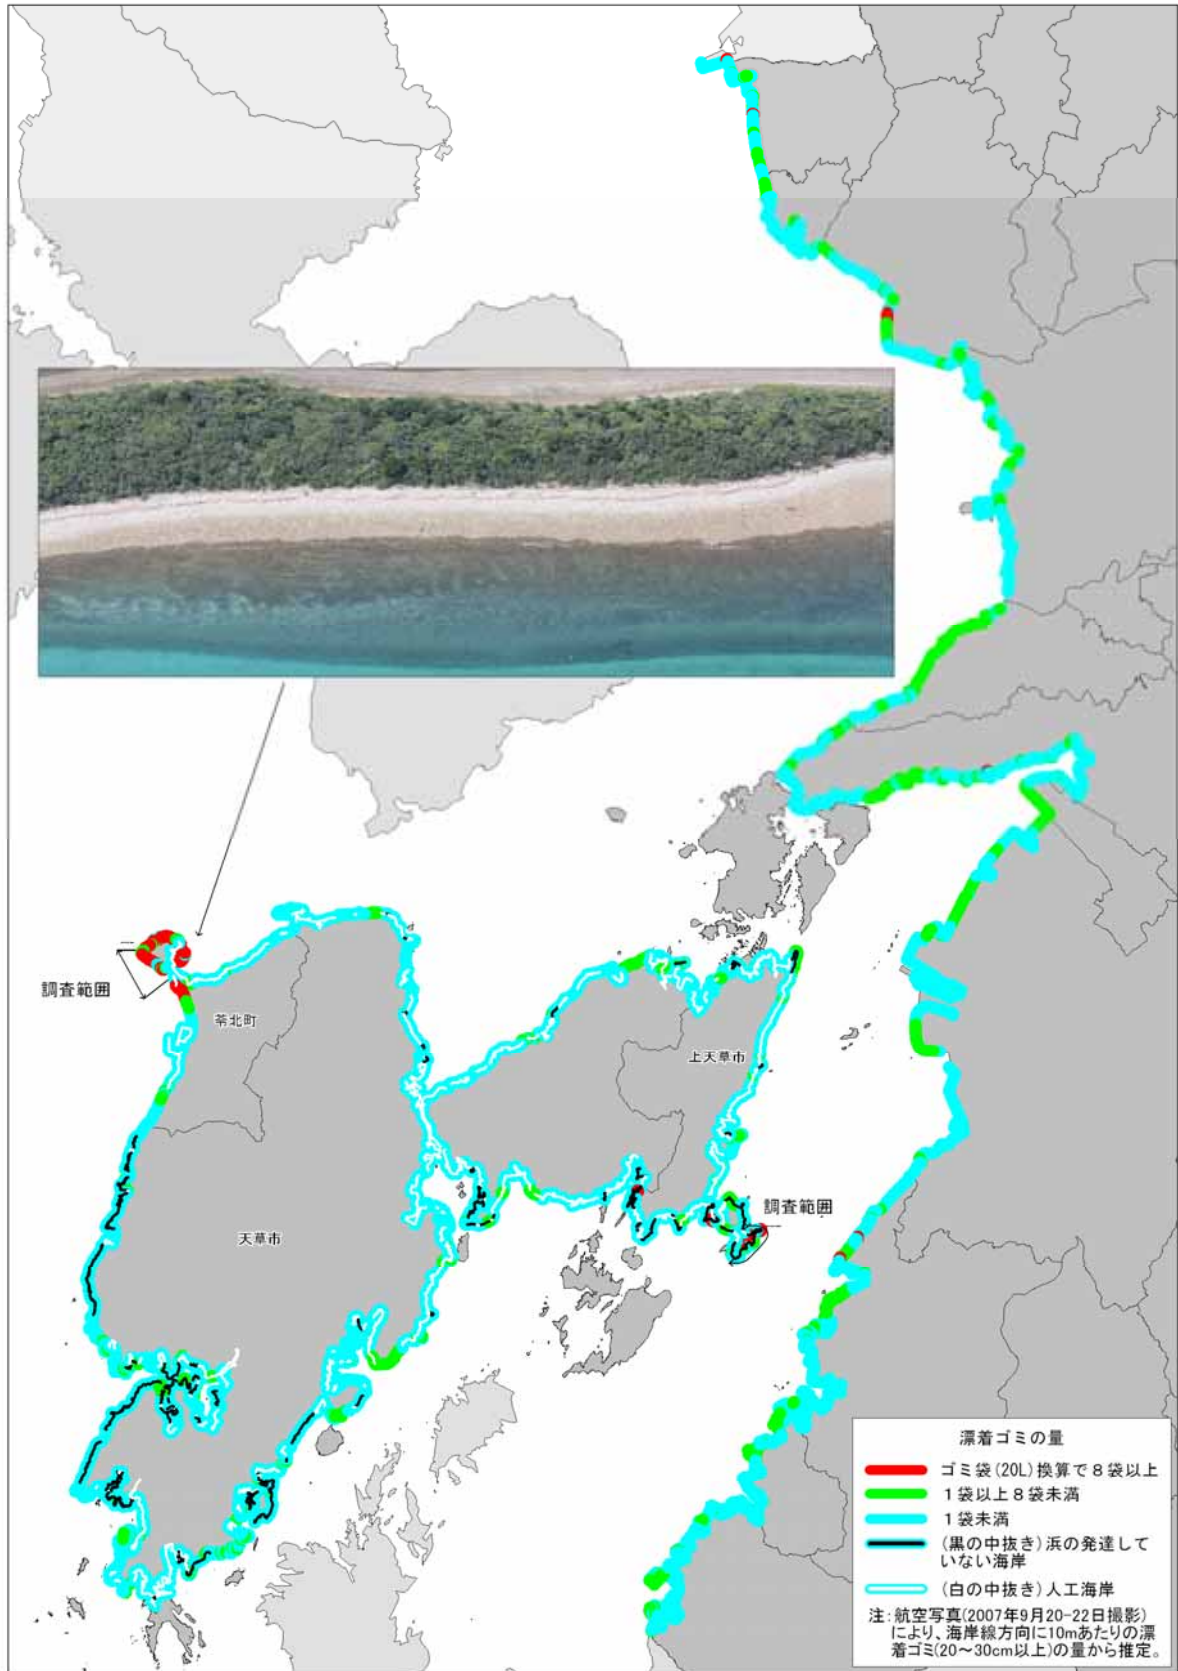 調査範囲
苓北町
上天草市
調査範囲
天草市
漂着ゴミの量
ゴミ袋(20L)換算で８袋以上
１袋以上８袋未満
１袋未満
(黒の中抜き)浜の発達して
いない海岸
(白の中抜き)人工海岸
注:航空写真(2007年9月20-22日撮影)
により、海岸線方向に10mあたりの漂
着ゴミ(20～30cm以上)の量から推定。